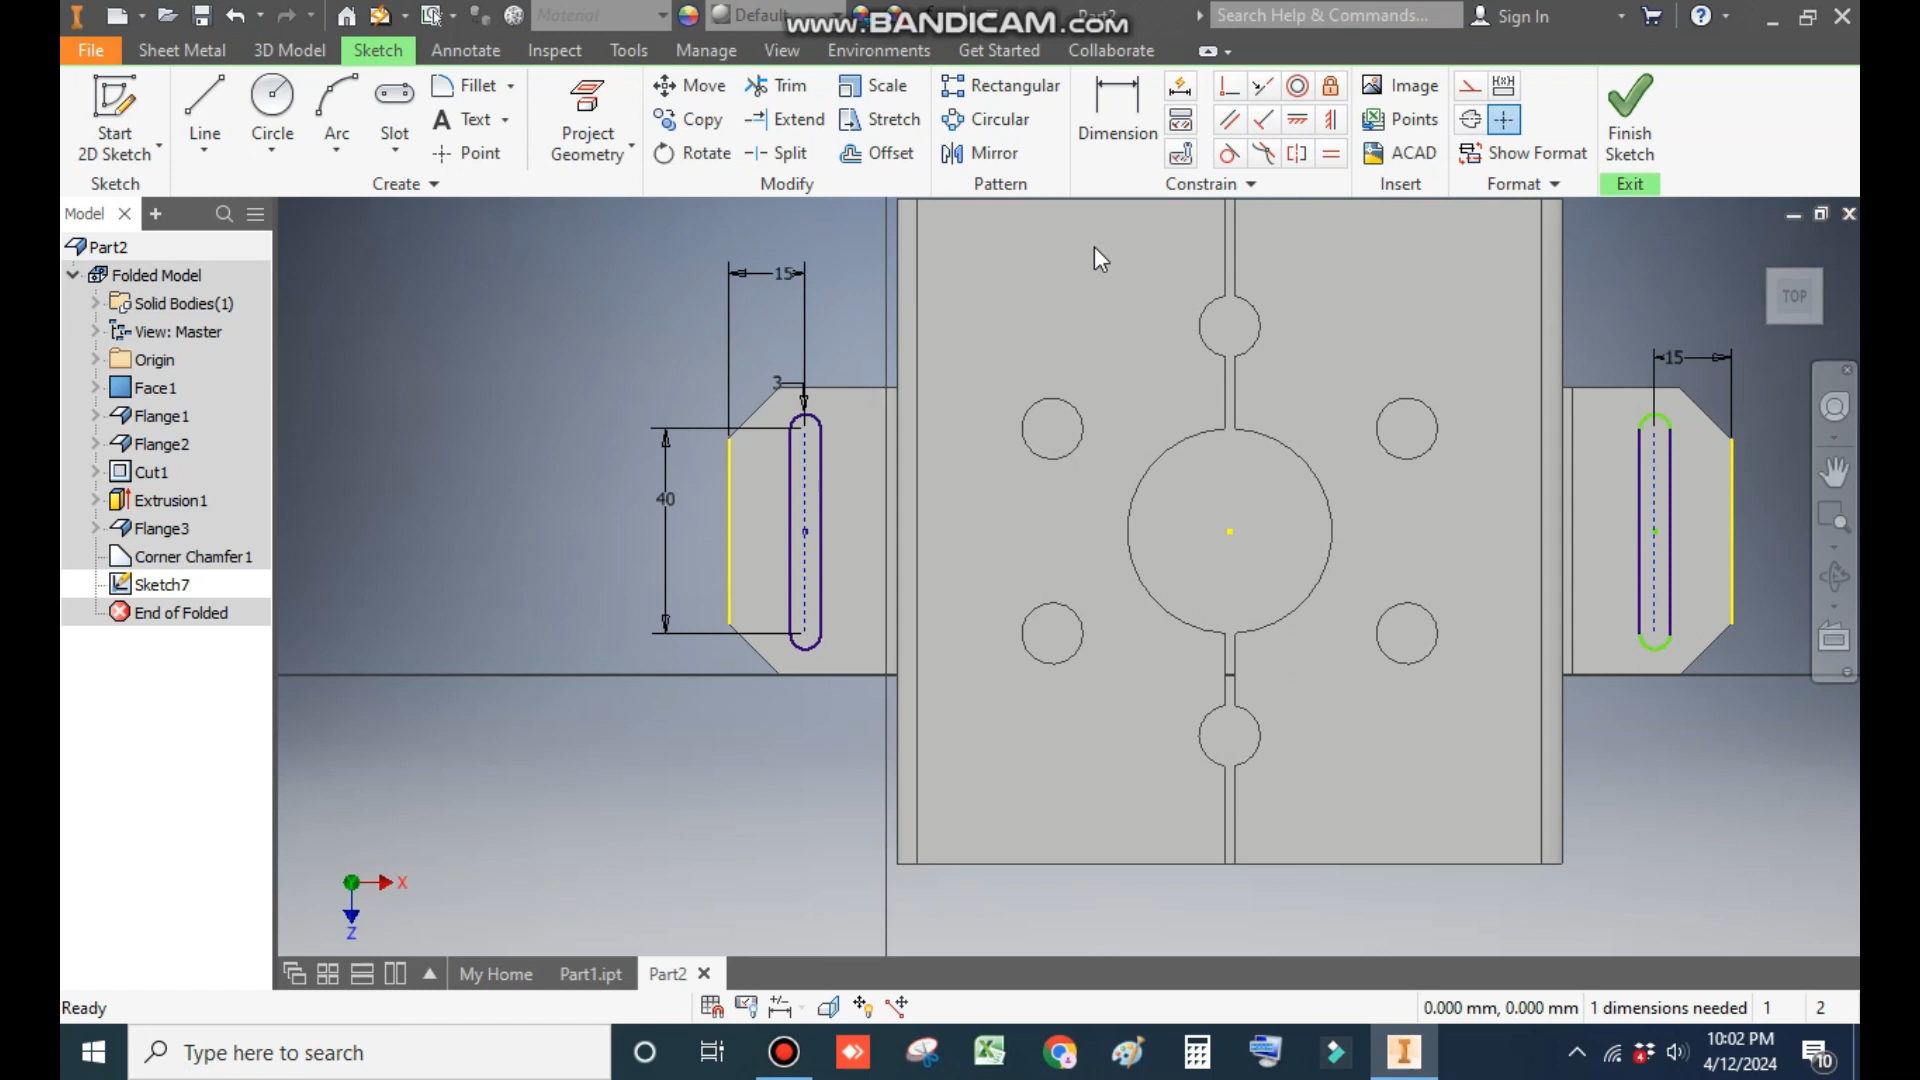 Material
Default
www.BANDICAM.com
Part2
Search Help & Commands...
Sign In
File
Sheet Metal
3D Model
Sketch
Annotate
Inspect
Tools
Manage
View
Environments
Get Started
Collaborate
Start
2D Sketch
Line
Circle
Arc
Slot
Fillet
Text
Point
Project
Geometry
Move
Copy
Rotate
Trim
Extend
Split
Scale
Stretch
Offset
Rectangular
Circular
Mirror
Dimension
Image
Points
ACAD
Show Format
Finish
Sketch
Sketch
Create
Modify
Pattern
Constrain
Insert
Format
Exit
Model
Part2
Folded Model
Solid Bodies(1)
View: Master
Origin
Face1
Flange1
Flange2
Cut1
Extrusion1
Flange3
Corner Chamfer1
Sketch7
End of Folded
15
3
40
15
TOP
X
Z
My Home
Part1.ipt
Part2
Ready
0.000 mm, 0.000 mm
1 dimensions needed
1
2
Type here to search
10:02 PM
4/12/2024
10